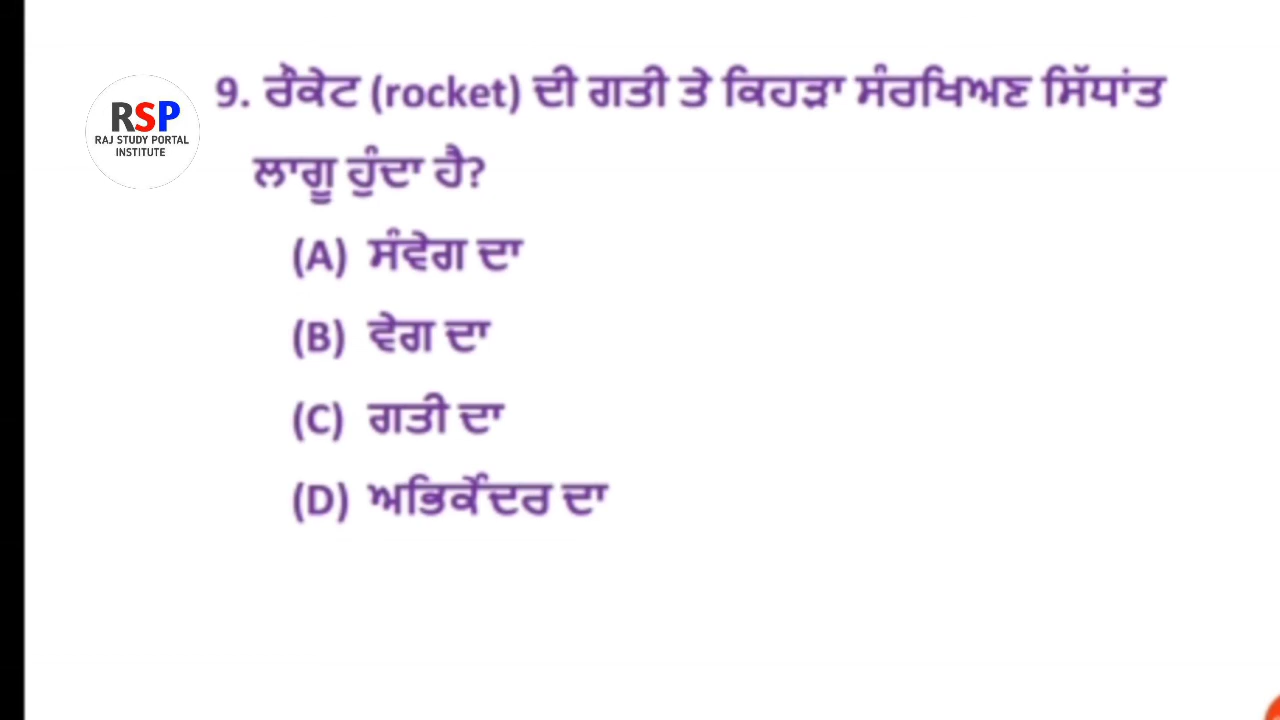 RSP
RAJ STUDY PORTAL
INSTITUTE
9. ਰੌਕੇਟ (rocket) ਦੀ ਗਤੀ ਤੇ ਕਿਹੜਾ ਸੰਰਖਿਅਣ ਸਿੱਧਾਂਤ
ਲਾਗੂ ਹੁੰਦਾ ਹੈ?
(A) ਸੰਵੇਗ ਦਾ
(B) ਵੇਗ ਦਾ
(C) ਗਤੀ ਦਾ
(D) ਅਭਿਕੇਂਦਰ ਦਾ